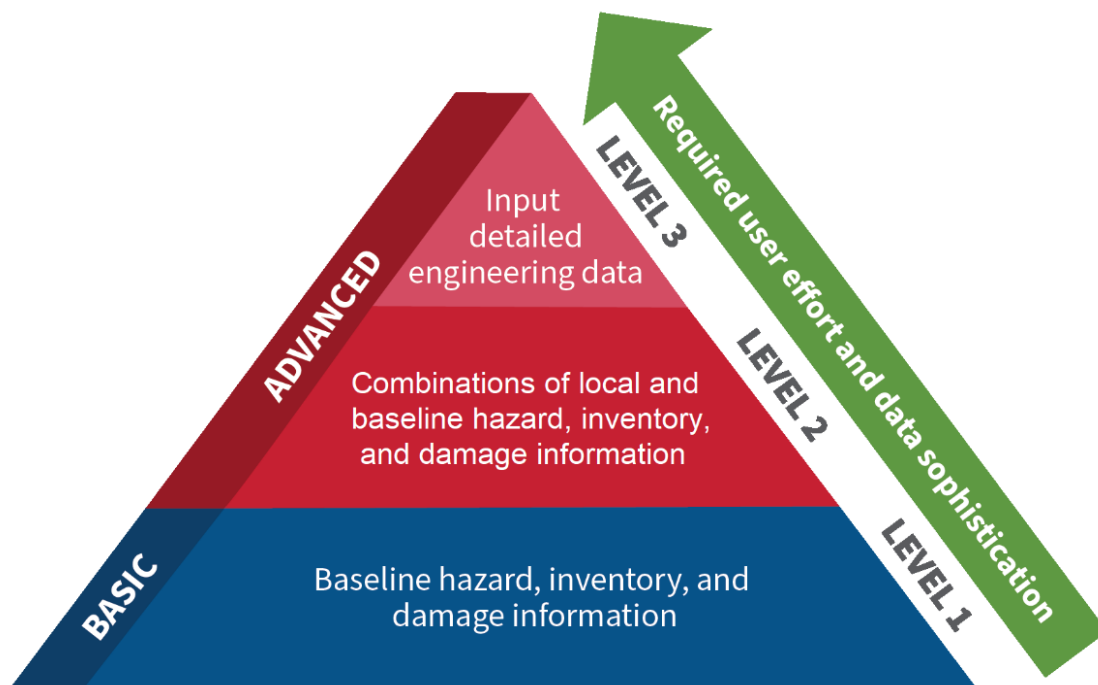 Input
detailed
engineering data
Combinations of local and
baseline hazard, inventory,
and damage information
Baseline hazard, inventory, and
damage information
ADVANCED
BASIC
LEVEL 3
LEVEL 2
LEVEL 1
Required user effort and data sophistication